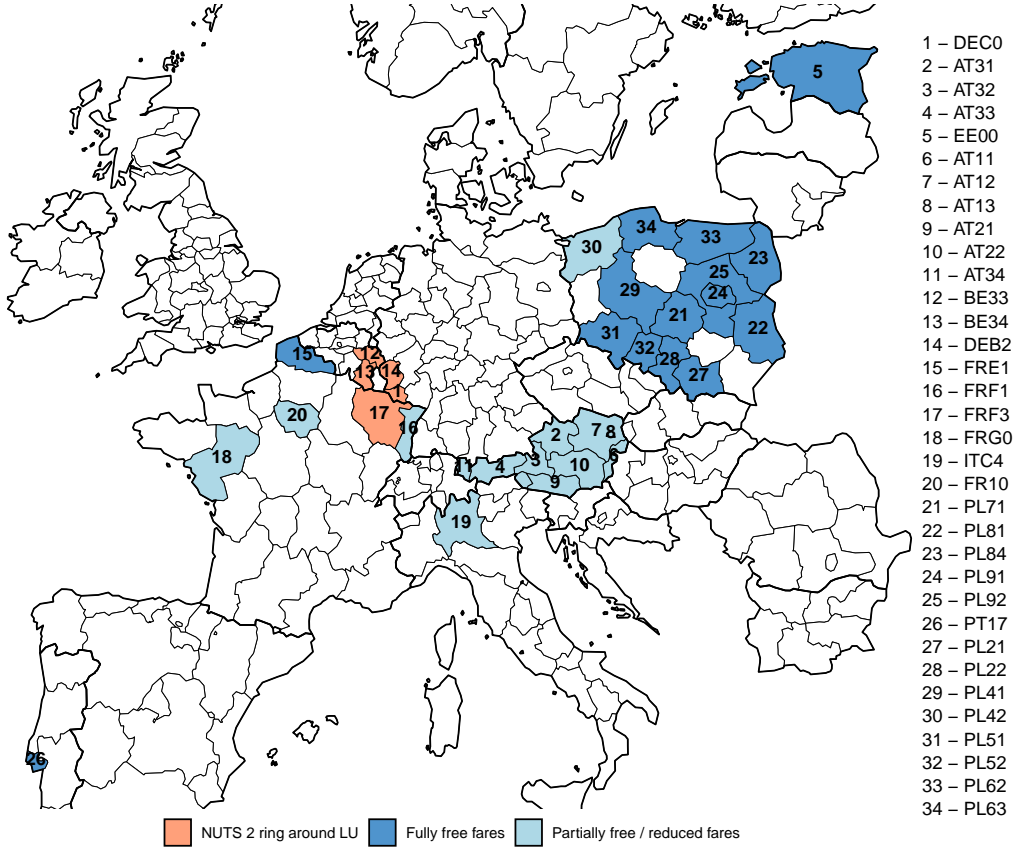 5
34
33
30
23
25
24
29
21
22
31
32
28
27
15
12
13
14
1
17
16
20
18
2
7
8
3
6
10
11
4
9
19
26
1 – DEC0
2 – AT31
3 – AT32
4 – AT33
5 – EE00
6 – AT11
7 – AT12
8 – AT13
9 – AT21
10 – AT22
11 – AT34
12 – BE33
13 – BE34
14 – DEB2
15 – FRE1
16 – FRF1
17 – FRF3
18 – FRG0
19 – ITC4
20 – FR10
21 – PL71
22 – PL81
23 – PL84
24 – PL91
25 – PL92
26 – PT17
27 – PL21
28 – PL22
29 – PL41
30 – PL42
31 – PL51
32 – PL52
33 – PL62
34 – PL63
NUTS 2 ring around LU
Fully free fares
Partially free / reduced fares